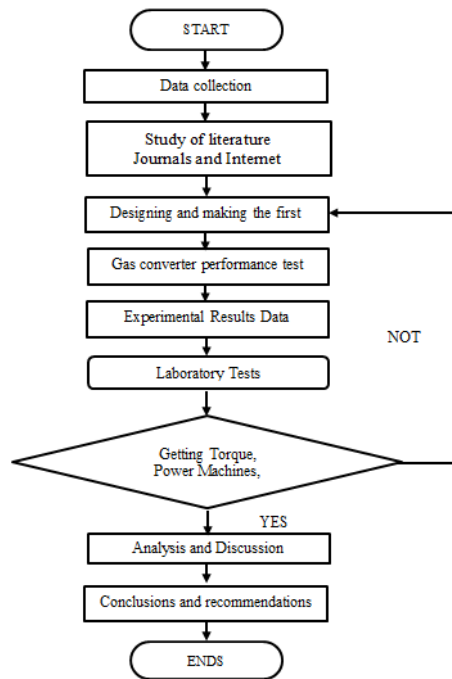 START
Data collection
Study of literature
Journals and Internet
Designing and making the first
Gas converter performance test
Experimental Results Data
NOT
Laboratory Tests
Getting Torque,
Power Machines,
YES
Analysis and Discussion
Conclusions and recommendations
ENDS